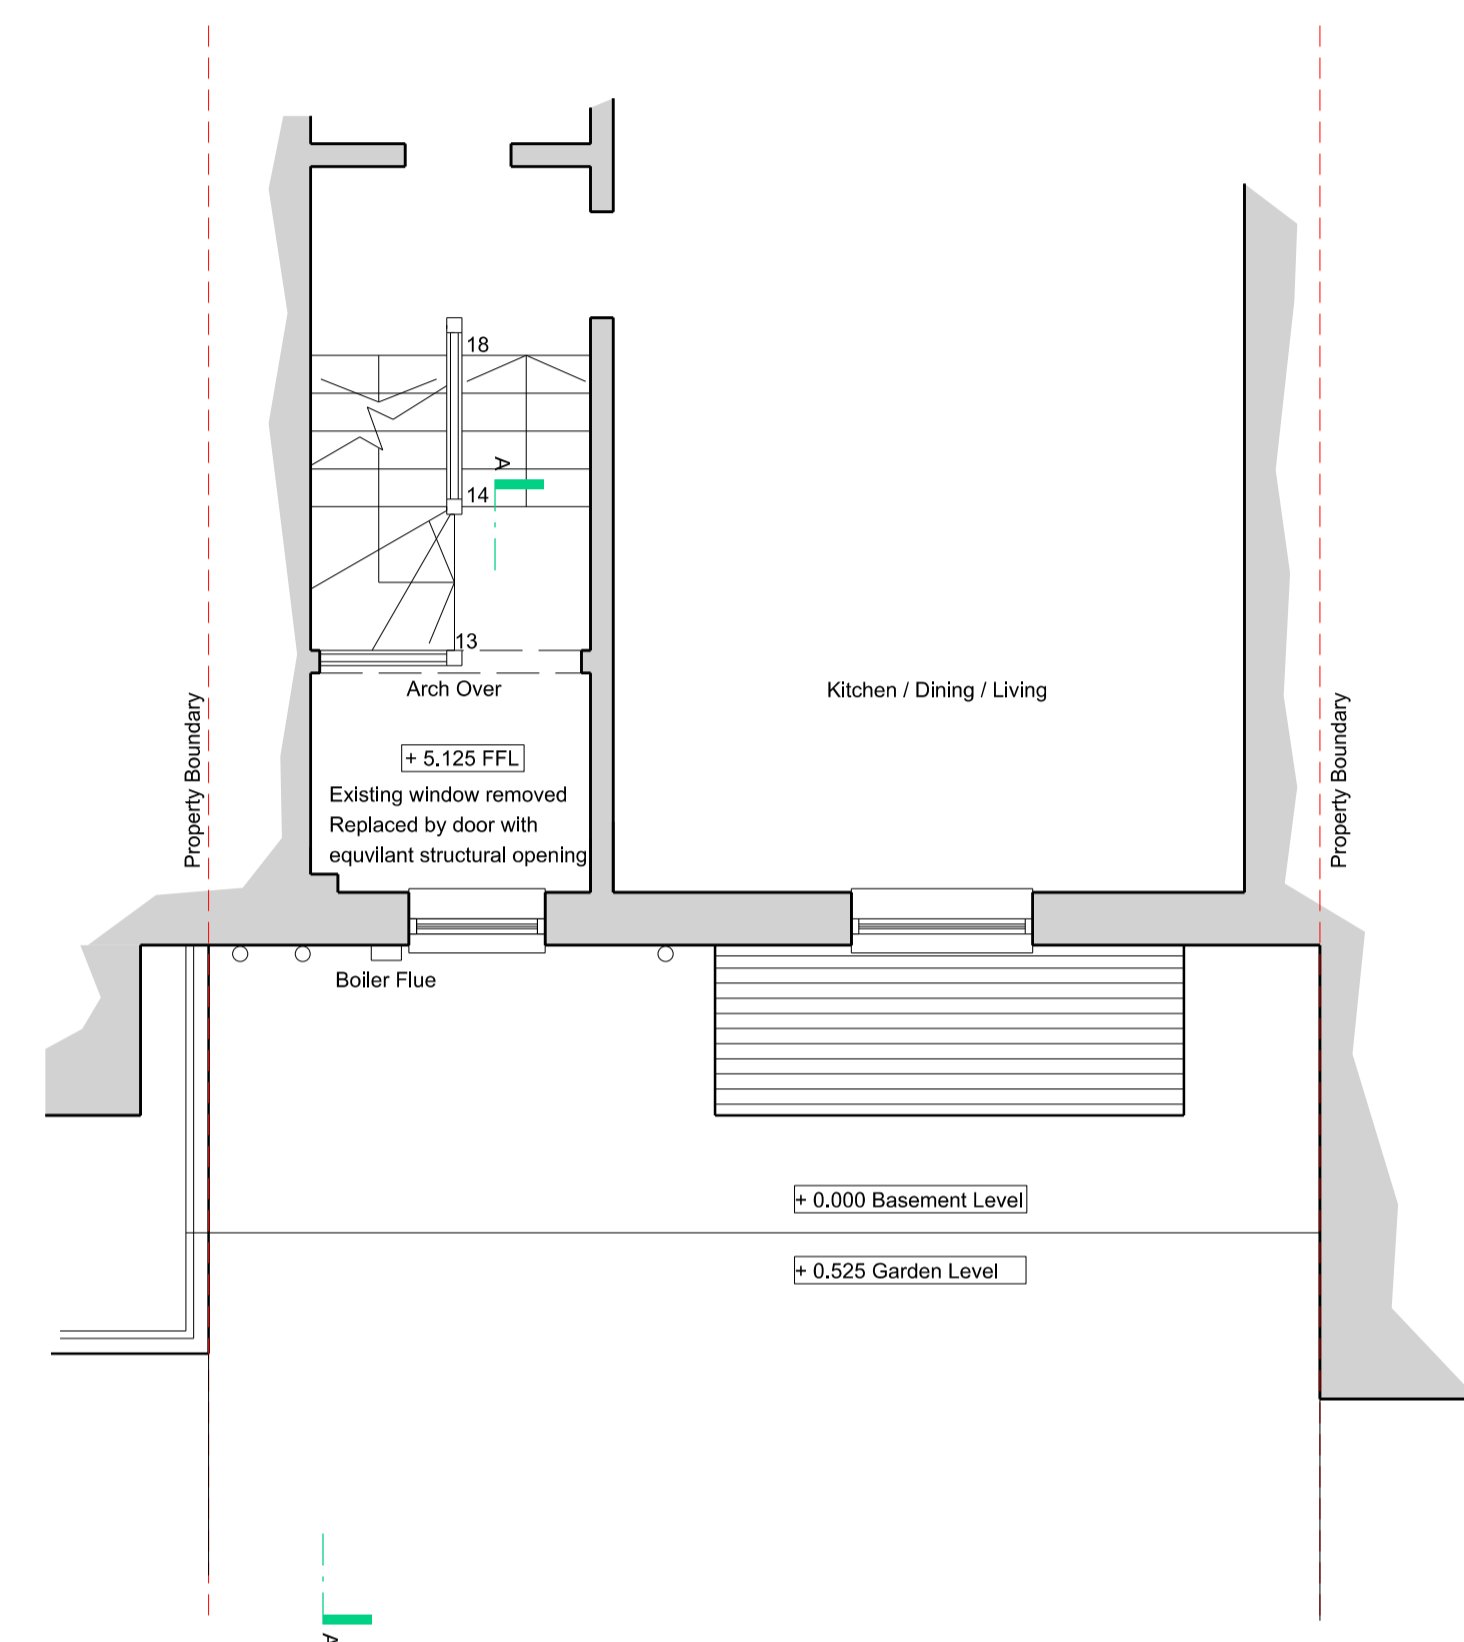 18
A
14
13
Arch Over
Kitchen / Dining / Living
Property Boundary
Property Boundary
+ 5.125 FFL
Existing window removed
Replaced by door with
equvilant structural opening
Boiler Flue
+ 0.000 Basement Level
+ 0.525 Garden Level
A